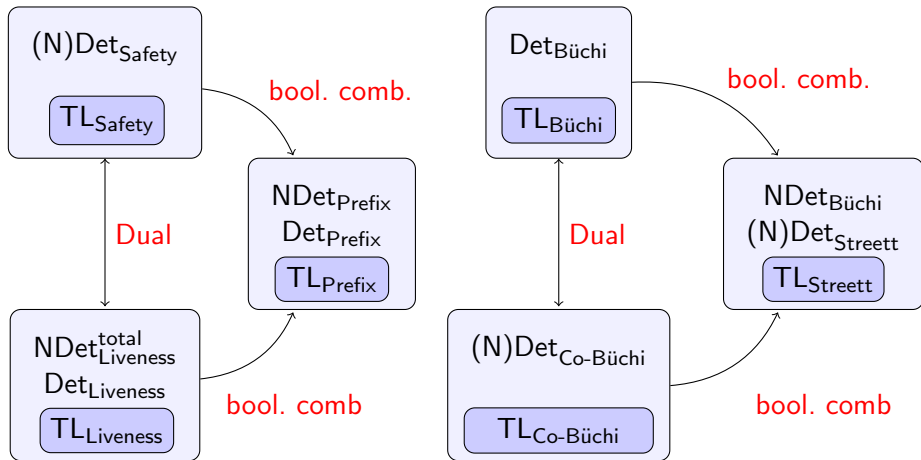 (N)Det_Safety
TL_Safety
bool. comb.
Dual
NDet_Prefix
Det_Prefix
TL_Prefix
NDet^total_Liveness
Det_Liveness
TL_Liveness
bool. comb
Det_Büchi
TL_Büchi
bool. comb.
Dual
NDet_Büchi
(N)Det_Streett
TL_Streett
(N)Det_Co-Büchi
TL_Co-Büchi
bool. comb